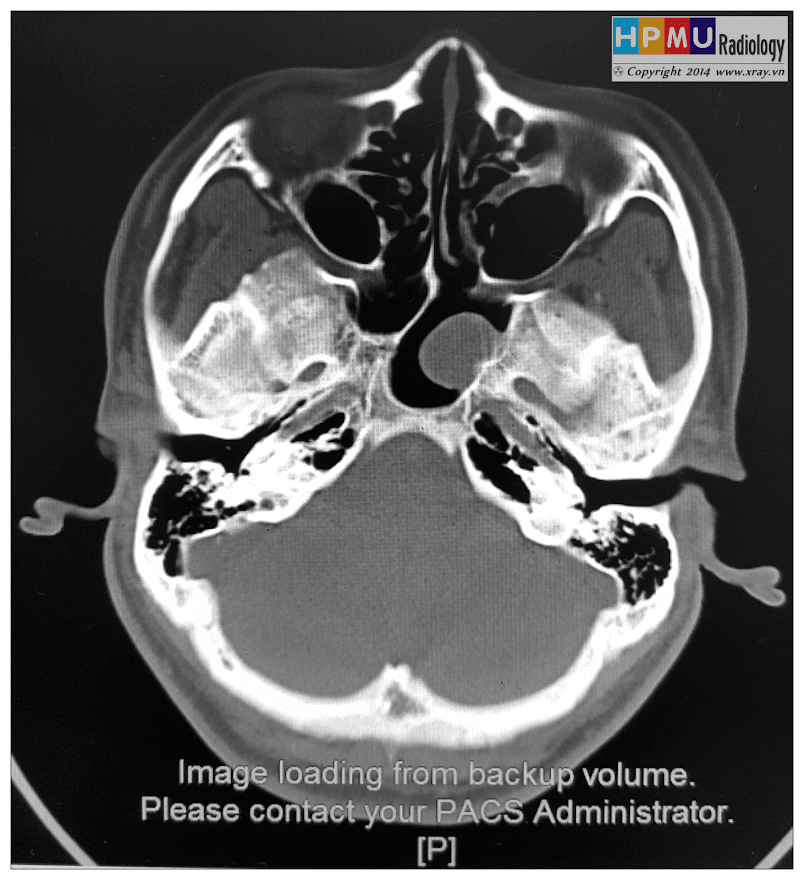 HPMU Radiology
☢ Copyright 2014 www.xray.vn
Image loading from backup volume.
Please contact your PACS Administrator.
[P]